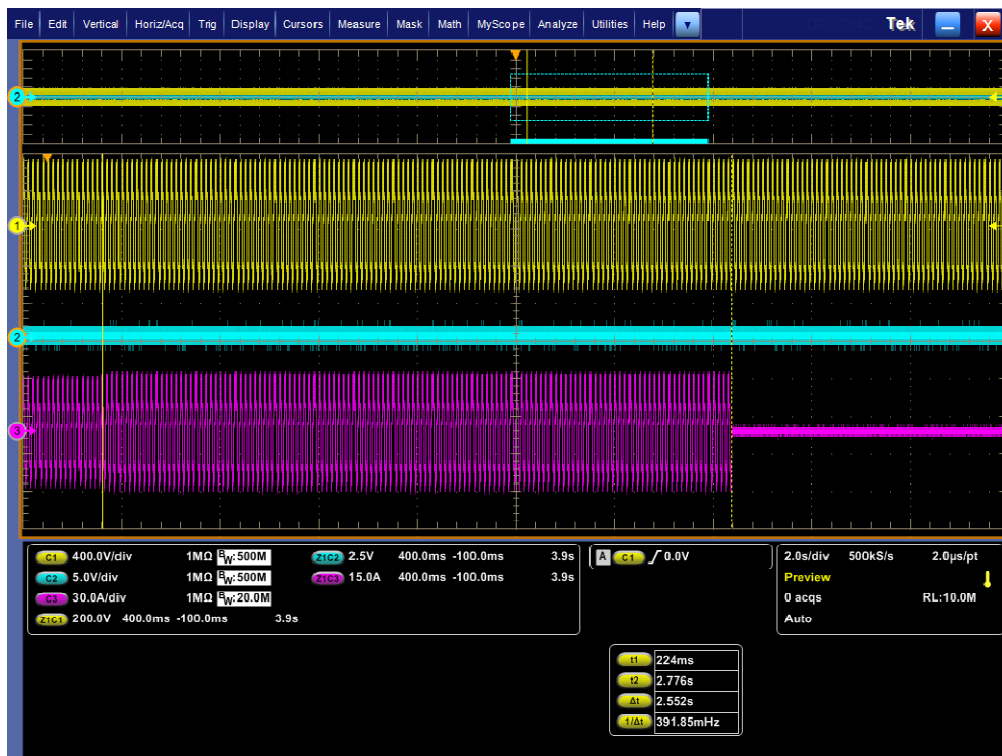 File Edit Vertical Horiz/Acq Trig Display Cursors Measure Mask Math MyScope Analyze Utilities Help Tek X
2
1
2
3
C1 400.0V/div 1MΩ BW:500M
C2 5.0V/div 1MΩ BW:500M
C3 30.0A/div 1MΩ BW:20.0M
Z1C1 200.0V 400.0ms -100.0ms 3.9s
Z1C2 2.5V 400.0ms -100.0ms 3.9s
Z1C3 15.0A 400.0ms -100.0ms 3.9s
A C1 0.0V
2.0s/div 500kS/s 2.0µs/pt
Preview
0 acqs RL:10.0M
Auto
t1 224ms
t2 2.776s
Δt 2.552s
1/Δt 391.85mHz